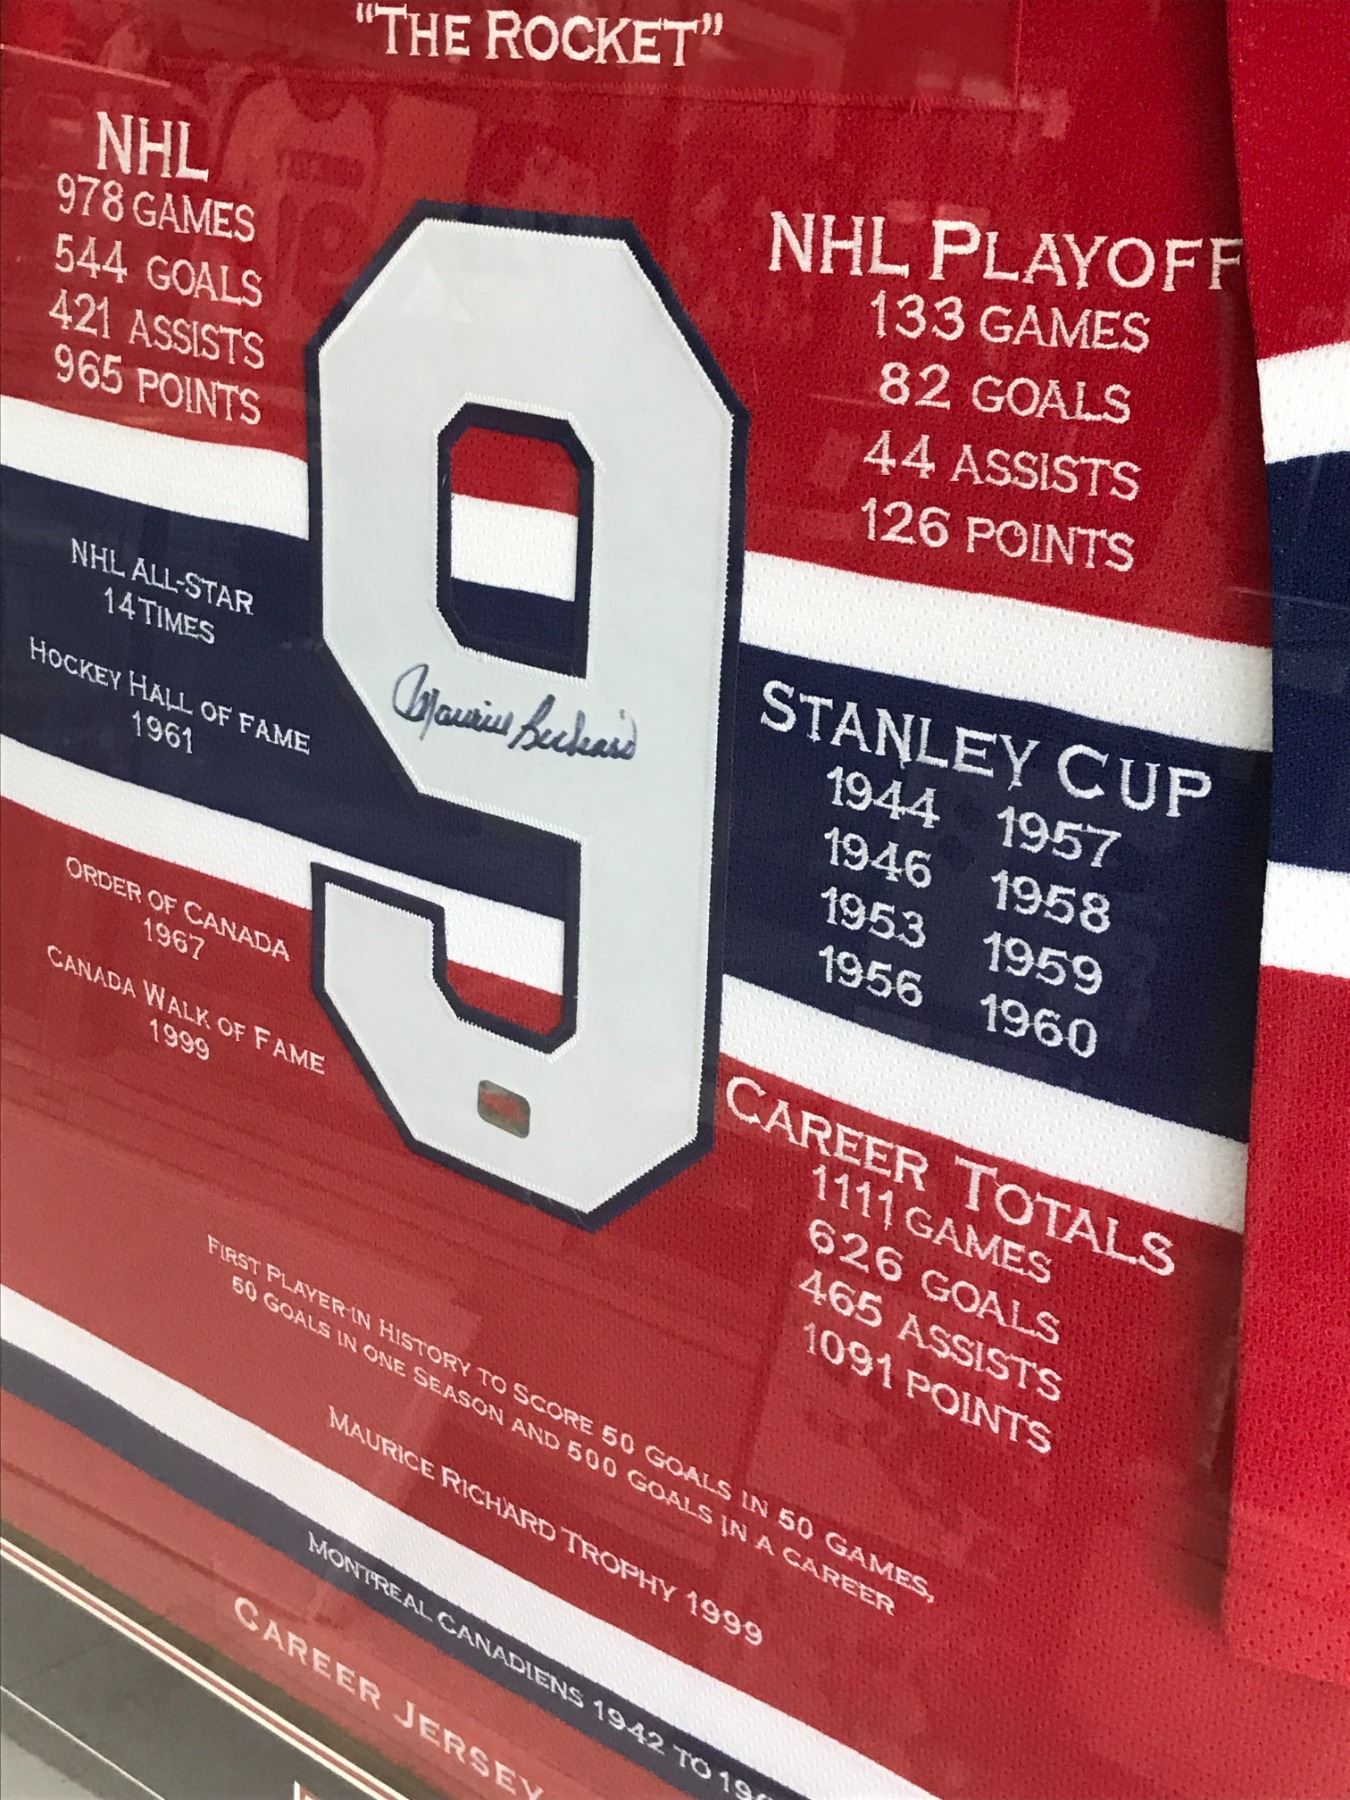 "THE ROCKET"
NHL
978 GAMES
544 GOALS
421 ASSISTS
965 POINTS
NHL PLAYOFF
133 GAMES
82 GOALS
44 ASSISTS
126 POINTS
9
Maurice Richard
NHL ALL-STAR
14 TIMES
HOCKEY HALL OF FAME
1961
ORDER OF CANADA
1967
CANADA WALK OF FAME
1999
STANLEY CUP
1944 1957
1946 1958
1953 1959
1956 1960
CAREER TOTALS
1111 GAMES
626 GOALS
465 ASSISTS
1091 POINTS
FIRST PLAYER IN HISTORY TO SCORE 50 GOALS IN 50 GAMES,
50 GOALS IN ONE SEASON AND 500 GOALS IN A CAREER
MAURICE RICHARD TROPHY 1999
MONTREAL CANADIENS 1942 TO
CAREER JERSEY